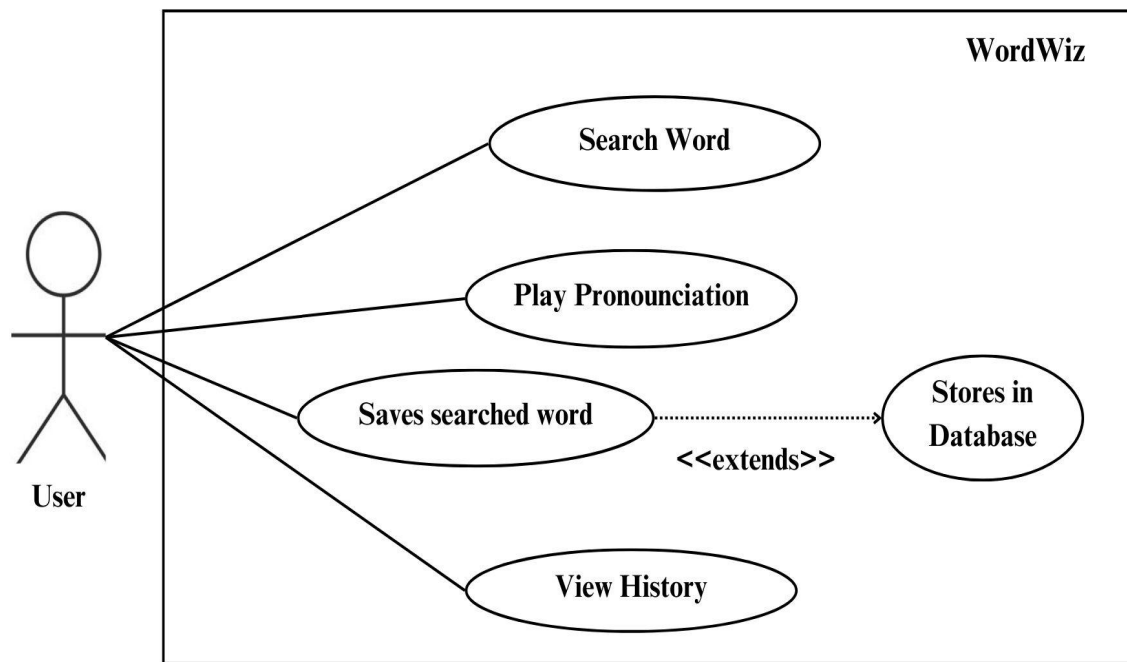 WordWiz
Search Word
Play Pronounciation
Saves searched word
Stores in
Database
<<extends>>
User
View History